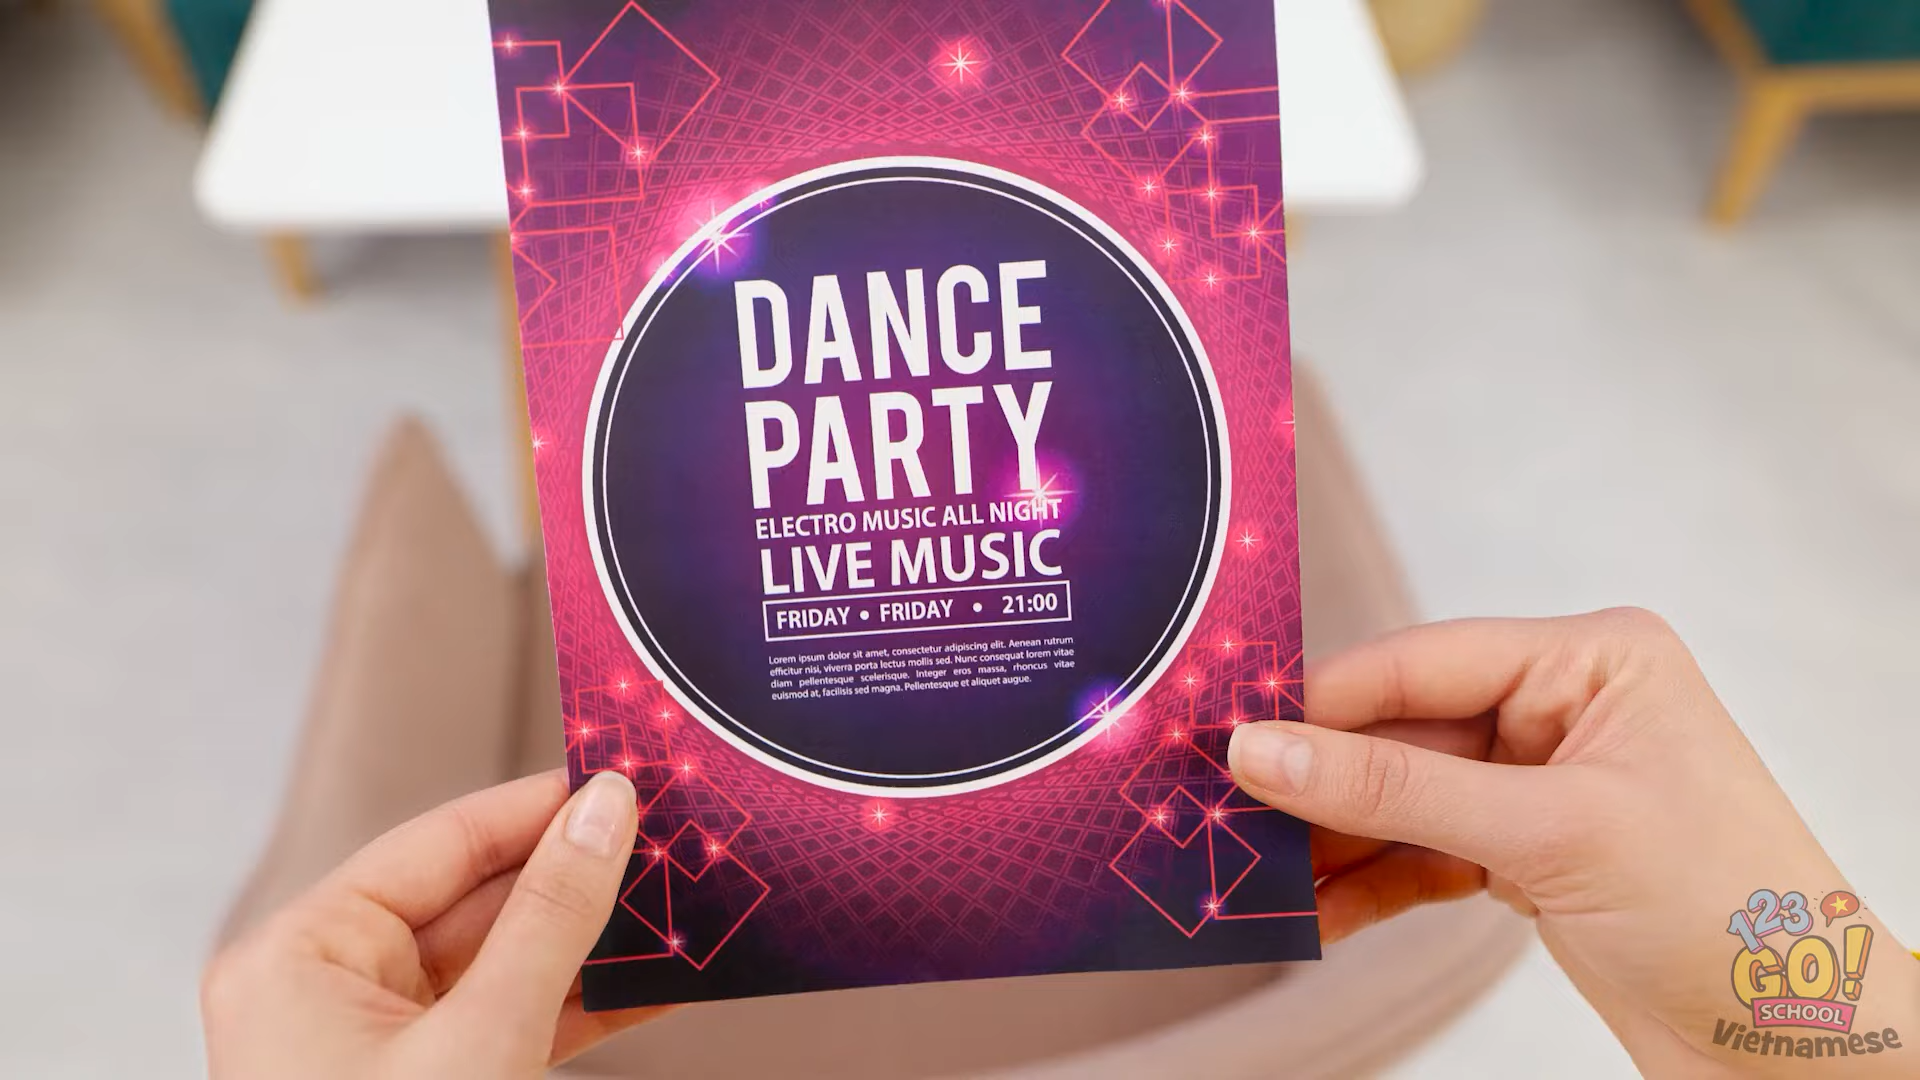 DANCE
PARTY
ELECTRO MUSIC ALL NIGHT
LIVE MUSIC
FRIDAY • FRIDAY • 21:00
Lorem ipsum dolor sit amet, consectetur adipiscing elit. Aenean rutrum
efficitur nisi, viverra porta lectus mollis sed. Nunc consequat lorem vitae
diam pellentesque scelerisque. Integer eros massa, rhoncus vitae
euismod at, facilisis sed magna. Pellentesque et aliquet augue.
123
GO!
SCHOOL
Vietnamese